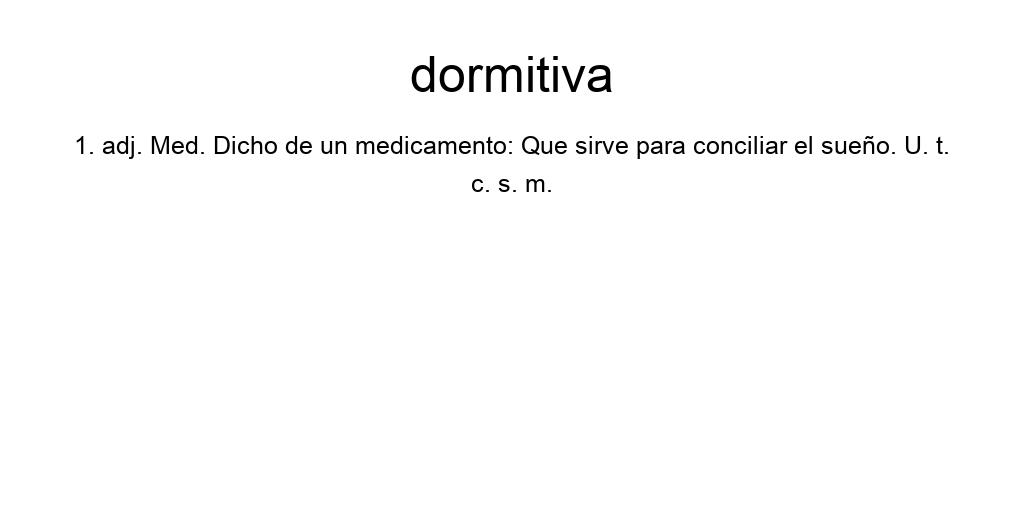 dormitiva
1. adj. Med. Dicho de un medicamento: Que sirve para conciliar el sueño. U. t.
c. s. m.